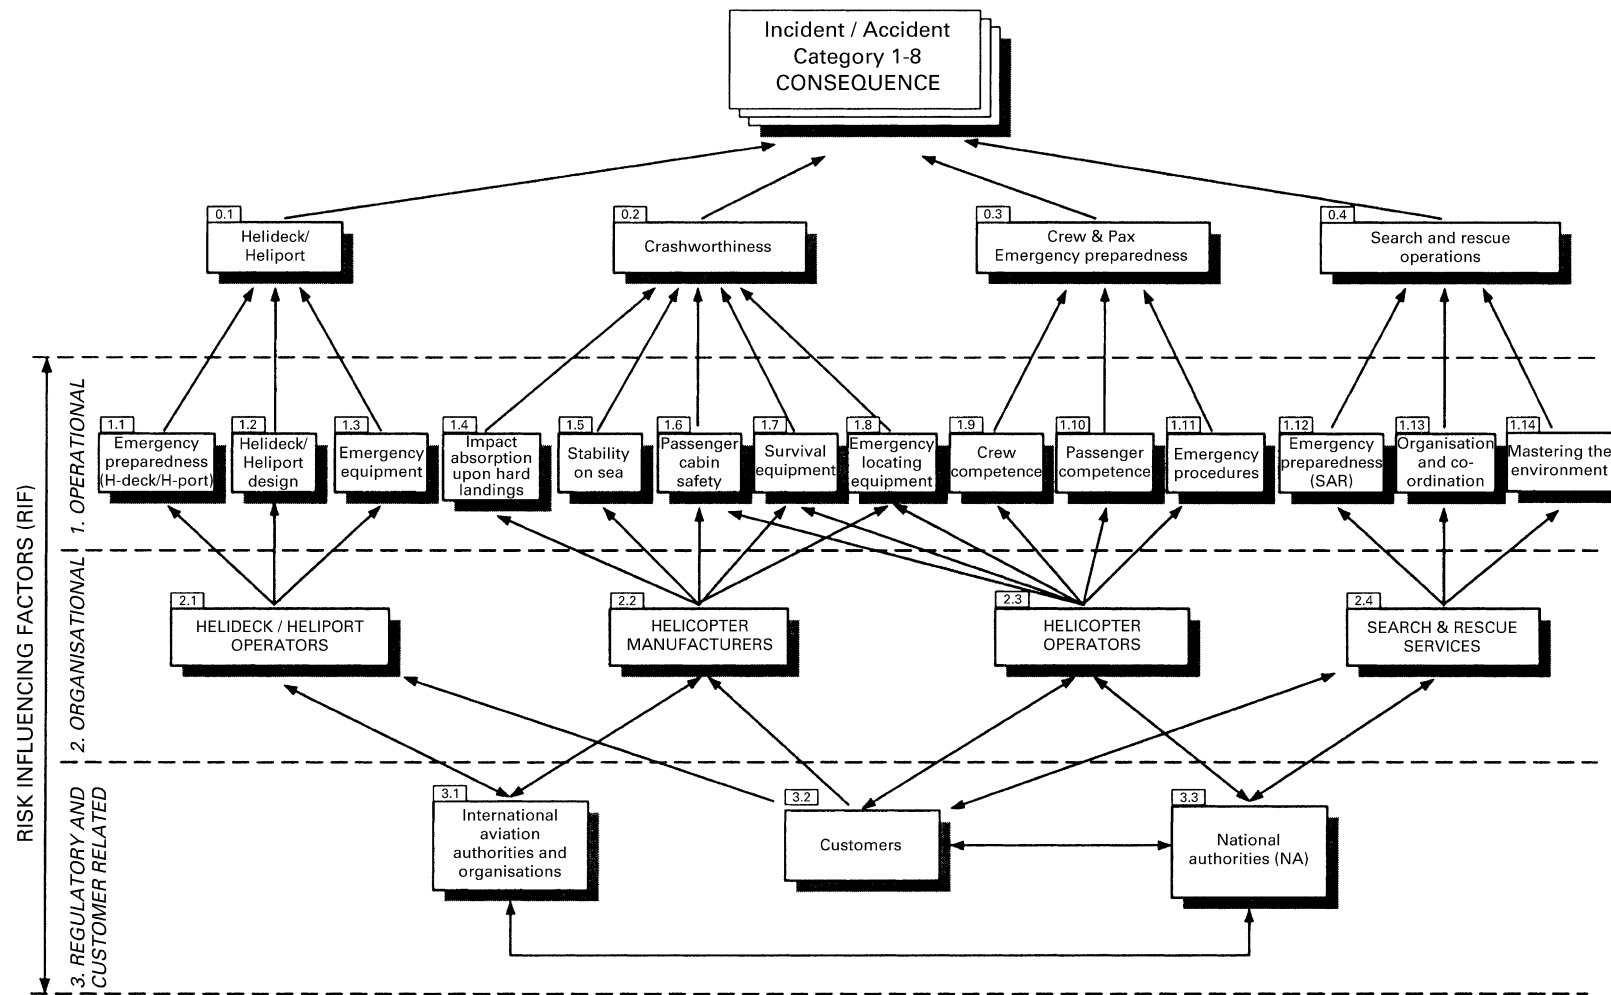 Incident / Accident
Category 1-8
CONSEQUENCE
0.1
Helideck/
Heliport
0.2
Crashworthiness
0.3
Crew & Pax
Emergency preparedness
0.4
Search and rescue
operations
RISK INFLUENCING FACTORS (RIF)
1. OPERATIONAL
1.1
Emergency
preparedness
(H-deck/H-port)
1.2
Helideck/
Heliport
design
1.3
Emergency
equipment
1.4
Impact
absorption
upon hard
landings
1.5
Stability
on sea
1.6
Passenger
cabin
safety
1.7
Survival
equipment
1.8
Emergency
locating
equipment
1.9
Crew
competence
1.10
Passenger
competence
1.11
Emergency
procedures
1.12
Emergency
preparedness
(SAR)
1.13
Organisation
and co-
ordination
1.14
Mastering the
environment
2. ORGANISATIONAL
2.1
HELIDECK / HELIPORT
OPERATORS
2.2
HELICOPTER
MANUFACTURERS
2.3
HELICOPTER
OPERATORS
2.4
SEARCH & RESCUE
SERVICES
3. REGULATORY AND
CUSTOMER RELATED
3.1
International
aviation
authorities and
organisations
3.2
Customers
3.3
National
authorities (NA)